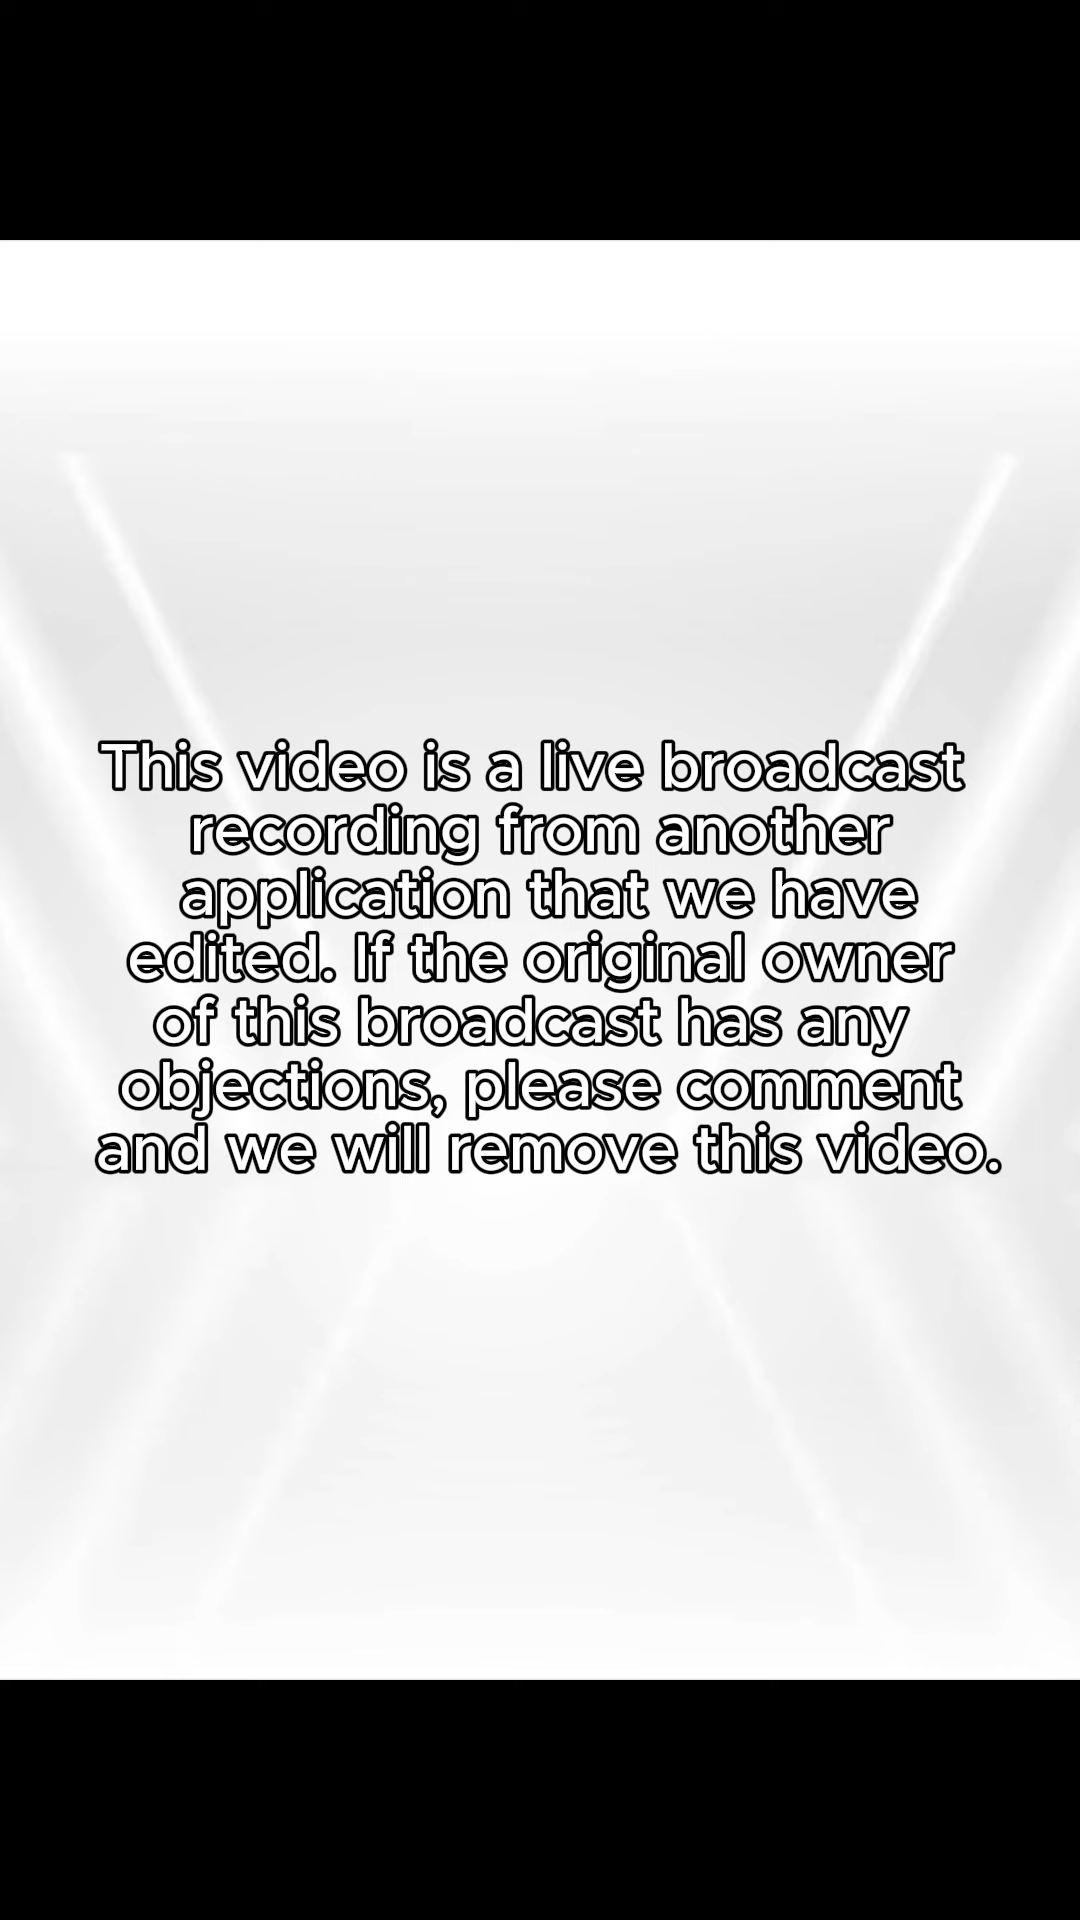 This video is a live broadcast
recording from another
application that we have
edited. If the original owner
of this broadcast has any
objections, please comment
and we will remove this video.